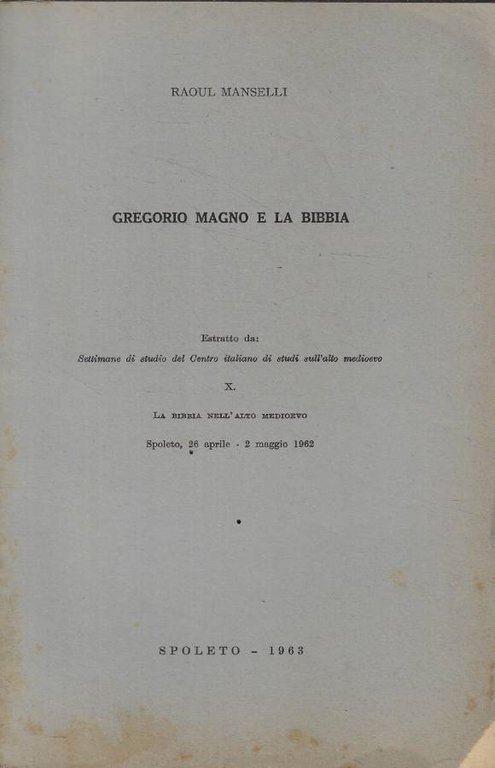 RAOUL MANSELLI
GREGORIO MAGNO E LA BIBBIA
Estratto da:
Settimane di studio del Centro italiano di studi sull'alto medioevo
X.
LA BIBBIA NELL'ALTO MEDIOEVO
Spoleto, 26 aprile - 2 maggio 1962
SPOLETO - 1963